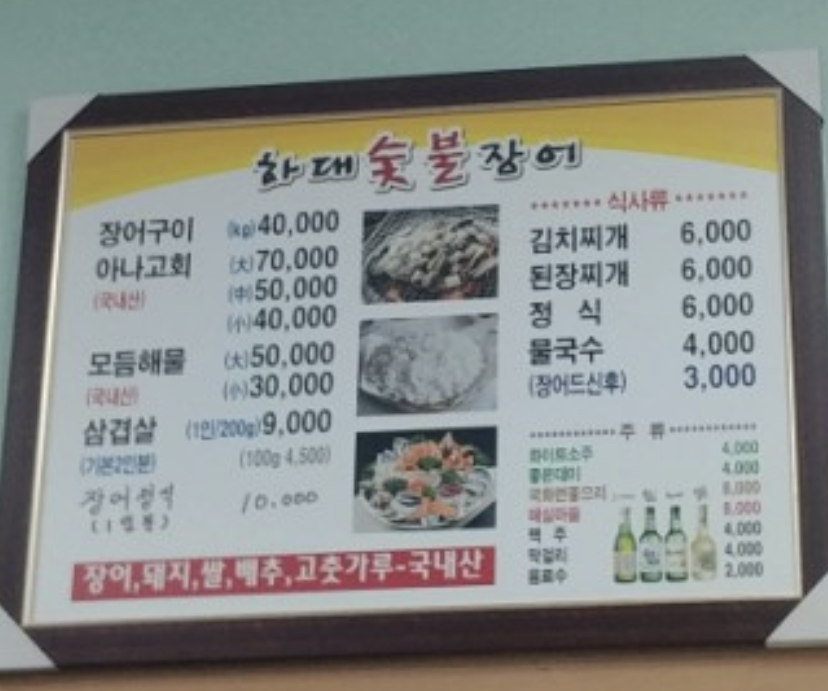 하대숯불장어
장어구이 (kg)40,000
아나고회 (大)70,000
(국내산) (中)50,000
(小)40,000
모듬해물 (大)50,000
(국내산) (小)30,000
삼겹살 (1인/200g)9,000
(기본2인분) (100g 4,500)
장어정식 10.000
(1인분)
장어,돼지,쌀,배추,고춧가루-국내산
식사류
김치찌개 6,000
된장찌개 6,000
정 식 6,000
물국수 4,000
(장어드신후) 3,000
주 류
화이트소주 4,000
좋은데이 4,000
국화면좋으리 8,000
매실마을 8,000
맥 주 4,000
막걸리 4,000
음료수 2,000